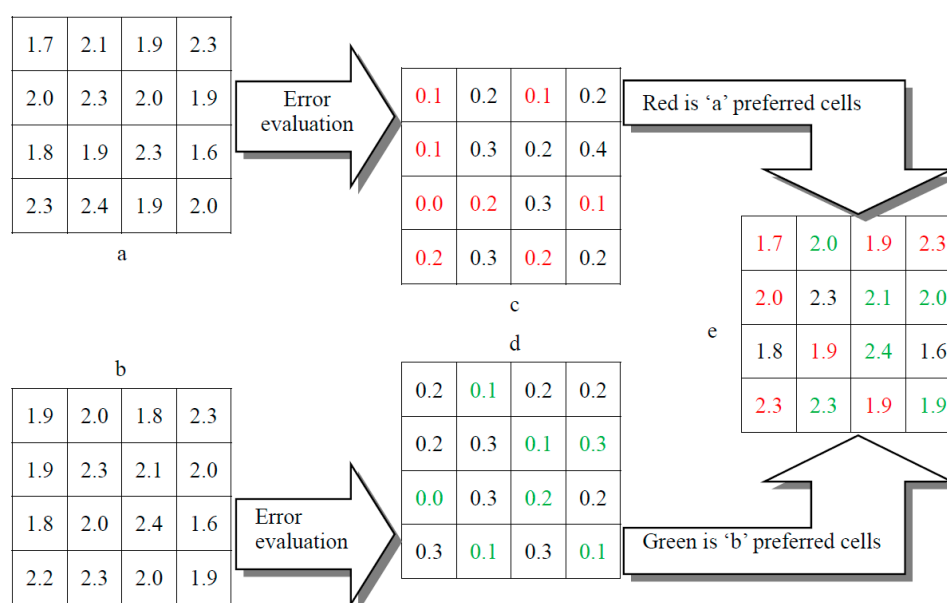 1.7 2.1 1.9 2.3
2.0 2.3 2.0 1.9
1.8 1.9 2.3 1.6
2.3 2.4 1.9 2.0
a
Error
evaluation
0.1 0.2 0.1 0.2
0.1 0.3 0.2 0.4
0.0 0.2 0.3 0.1
0.2 0.3 0.2 0.2
c
Red is ‘a’ preferred cells
b
1.9 2.0 1.8 2.3
1.9 2.3 2.1 2.0
1.8 2.0 2.4 1.6
2.2 2.3 2.0 1.9
Error
evaluation
d
0.2 0.1 0.2 0.2
0.2 0.3 0.1 0.3
0.0 0.3 0.2 0.2
0.3 0.1 0.3 0.1
Green is ‘b’ preferred cells
e
1.7 2.0 1.9 2.3
2.0 2.3 2.1 2.0
1.8 1.9 2.4 1.6
2.3 2.3 1.9 1.9